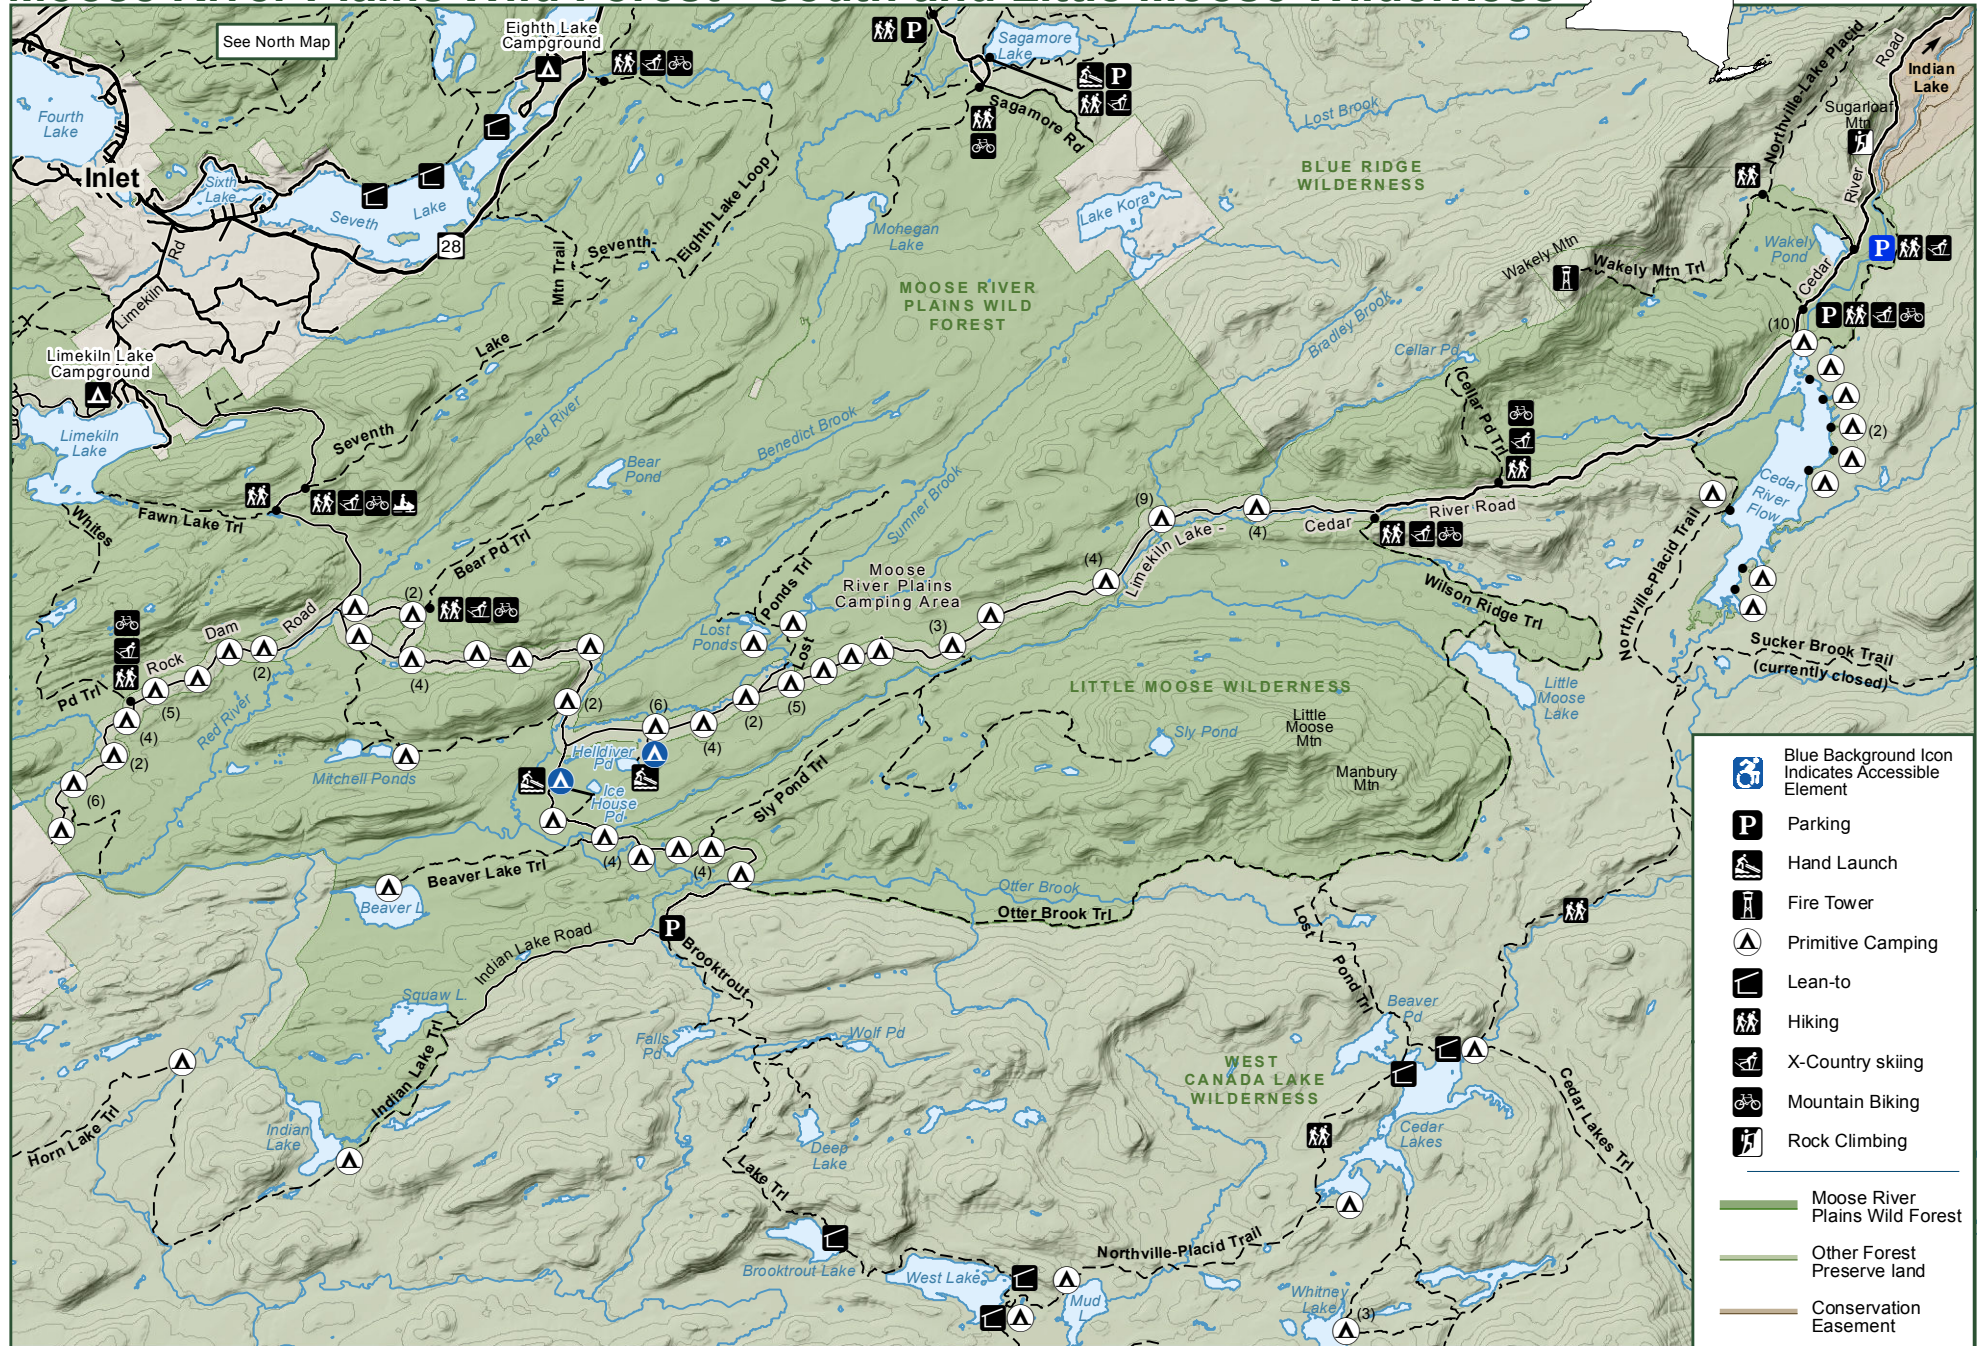 Moose River Plains Wild Forest - South and Little Moose Wilderness
See North Map
Eighth Lake
Campground
Sagamore
Lake
Sagamore Rd
Lost Brook
Brook
Northville-Lake Placid
Road
Indian
Lake
Sugarloaf
Mtn
River
Fourth
Lake
Inlet
Sixth
Lake
Seveth
Lake
28
Rd
Limekiln
Mtn Trail
Seventh-
Eighth Lake Loop
Mohegan
Lake
Lake Kora
BLUE RIDGE
WILDERNESS
Wakely
Pond
Wakely Mtn
Wakely Mtn Trl
Cedar
P
P
P
P
(10)
MOOSE RIVER
PLAINS WILD
FOREST
Bradley Brook
Cellar Pd
(Cellar Pd Trl)
Limekiln Lake
Campground
Limekiln
Lake
Lake
Seventh
Red River
Benedict Brook
Bear
Pond
Sumner Brook
(2)
Cedar
River
Flow
Whites
Fawn Lake Trl
Bear Pd Trl
(2)
Ponds Trl
Lost
Lost
Ponds
Moose
River Plains
Camping Area
(3)
(4)
(9)
Limekiln Lake -
(4)
Cedar
River Road
Wilson Ridge Trl
Northville-Placid Trail
Sucker Brook Trail
(currently closed)
Dam
Road
Rock
(2)
(5)
(4)
(2)
(6)
Pd Trl
Red River
(4)
(2)
(6)
(4)
(2)
(5)
Mitchell Ponds
Helldiver
Pd
Ice
House
Pd
Sly Pond Trl
LITTLE MOOSE WILDERNESS
Sly Pond
Little
Moose
Mtn
Manbury
Mtn
Little
Moose
Lake
(4)
(4)
Beaver Lake Trl
Beaver L
Otter Brook
Otter Brook Trl
P
Brooktrout
Indian Lake Road
Squaw L.
Indian Lake Trl
Falls
Pd
Wolf Pd
Lost
Pond Trl
Beaver
Pd
WEST
CANADA LAKE
WILDERNESS
Cedar
Lakes
Cedar Lakes Trl
Horn Lake Trl
Indian
Lake
Deep
Lake
Lake Trl
Brooktrout Lake
West Lake
Mud
L
Northville-Placid Trail
Whitney
Lake
(3)
Blue Background Icon
Indicates Accessible
Element
P
Parking
Hand Launch
Fire Tower
Primitive Camping
Lean-to
Hiking
X-Country skiing
Mountain Biking
Rock Climbing
Moose River
Plains Wild Forest
Other Forest
Preserve land
Conservation
Easement